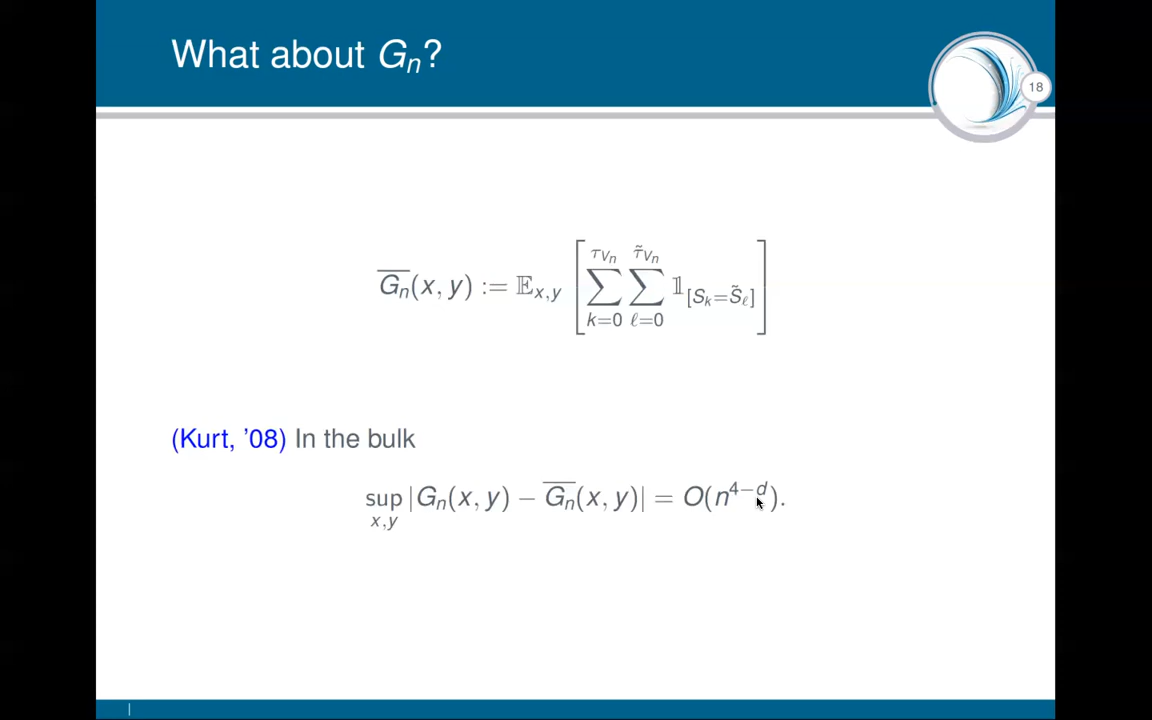 What about Gₙ?
18
$\overline{G_n}(x, y) := \mathbb{E}_{x,y} \left[ \sum_{k=0}^{\tau_{V_n}} \sum_{\ell=0}^{\tilde{\tau}_{V_n}} \mathbb{1}_{[S_k = \tilde{S}_\ell]} \right]$
(Kurt, ’08) In the bulk
$\sup_{x,y} |G_n(x, y) - \overline{G_n}(x, y)| = O(n^{4-d}).$